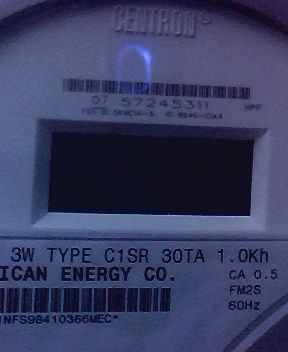 CENTRON
07 57245311
3W TYPE C1SR 30TA 1.0Kh
ICAN ENERGY CO. CA 0.5
FM2S
60Hz
NFS98410366MEC*